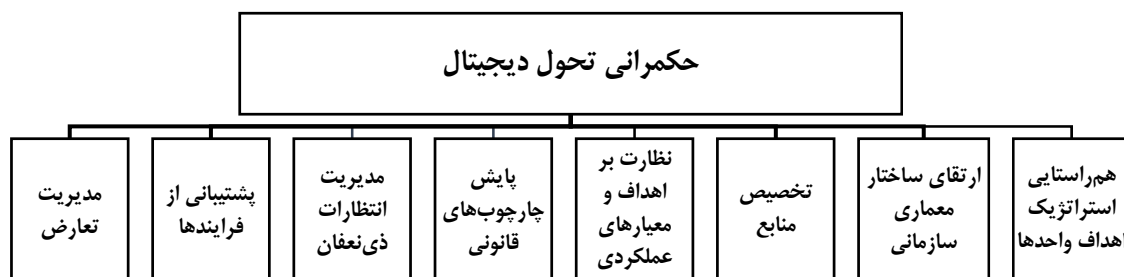 حکمرانی تحول دیجیتال
هم‌راستایی
استراتژیک
اهداف واحدها
ارتقای ساختار
معماری
سازمانی
تخصیص
منابع
نظارت بر
اهداف و
معیارهای
عملکردی
پایش
چارچوب‌های
قانونی
مدیریت
انتظارات
ذی‌نعفان
پشتیبانی از
فرایندها
مدیریت
تعارض